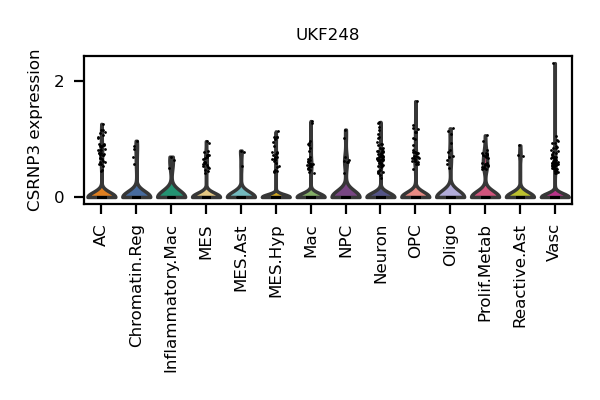 UKF248
CSRNP3 expression
2
0
AC
Chromatin.Reg
Inflammatory.Mac
MES
MES.Ast
MES.Hyp
Mac
NPC
Neuron
OPC
Oligo
Prolif.Metab
Reactive.Ast
Vasc